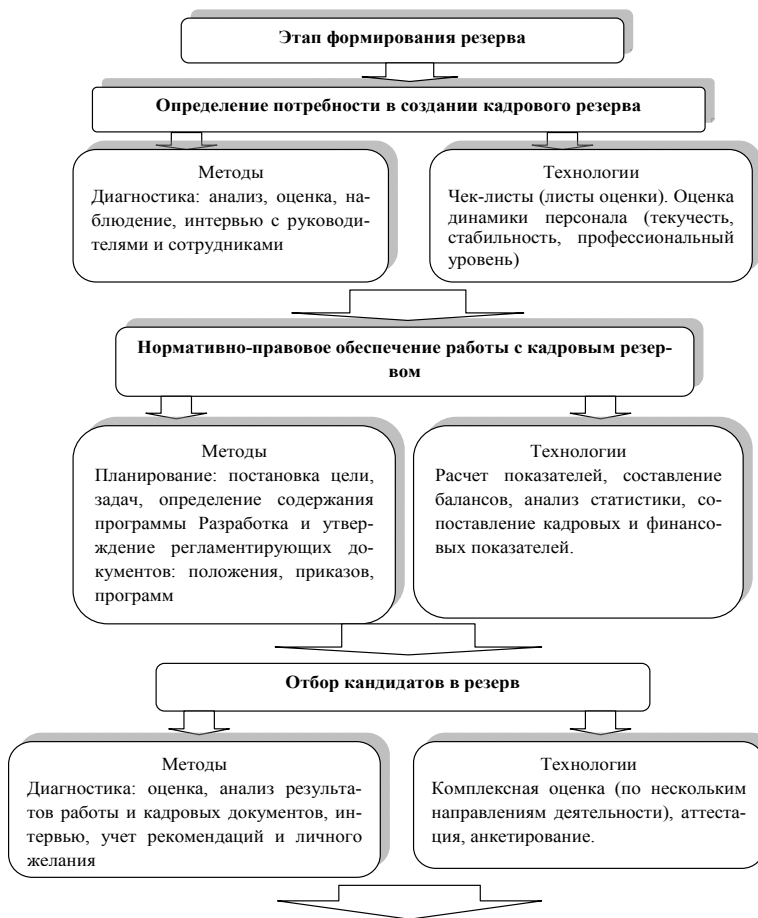 Этап формирования резерва
Определение потребности в создании кадрового резерва
Методы
Диагностика: анализ, оценка, на-
блюдение, интервью с руководи-
телями и сотрудниками
Технологии
Чек-листы (листы оценки). Оценка
динамики персонала (текучесть,
стабильность, профессиональный
уровень)
Нормативно-правовое обеспечение работы с кадровым резер-
вом
Методы
Планирование: постановка цели,
задач, определение содержания
программы Разработка и утвер-
ждение регламентирующих до-
кументов: положения, приказов,
программ
Технологии
Расчет показателей, составление
балансов, анализ статистики, со-
поставление кадровых и финансо-
вых показателей.
Отбор кандидатов в резерв
Методы
Диагностика: оценка, анализ результа-
тов работы и кадровых документов, ин-
тервью, учет рекомендаций и личного
желания
Технологии
Комплексная оценка (по нескольким
направлениям деятельности), аттеста-
ция, анкетирование.